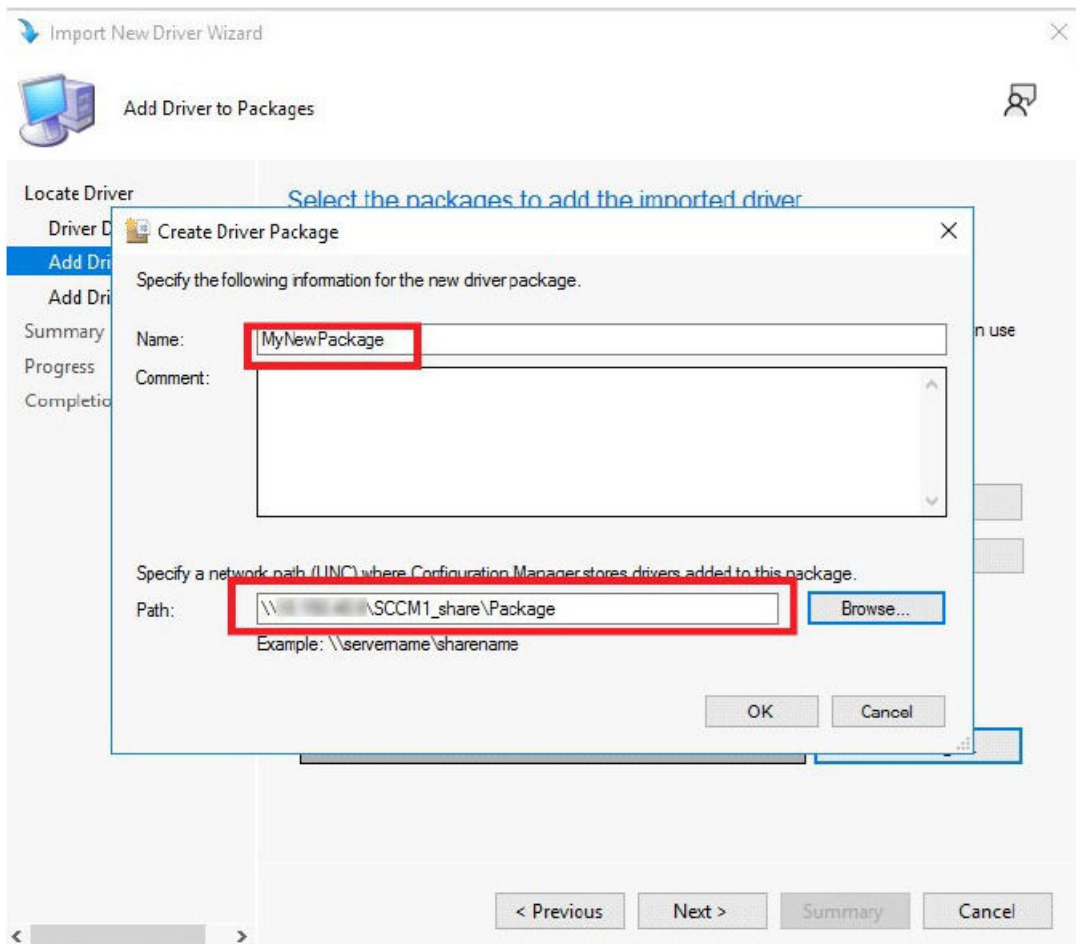 Import New Driver Wizard
Add Driver to Packages
Locate Driver
Select the packages to add the imported driver
Driver D
Create Driver Package
Add Dri
Specify the following information for the new driver package.
Add Dri
Summary
Name: MyNewPackage
n use
Progress
Comment:
Completio
Specify a network path (UNC) where Configuration Manager stores drivers added to this package.
Path: \\ \SCCM1_share\Package Browse...
Example: \\servername\sharename
OK Cancel
< Previous Next > Summary Cancel